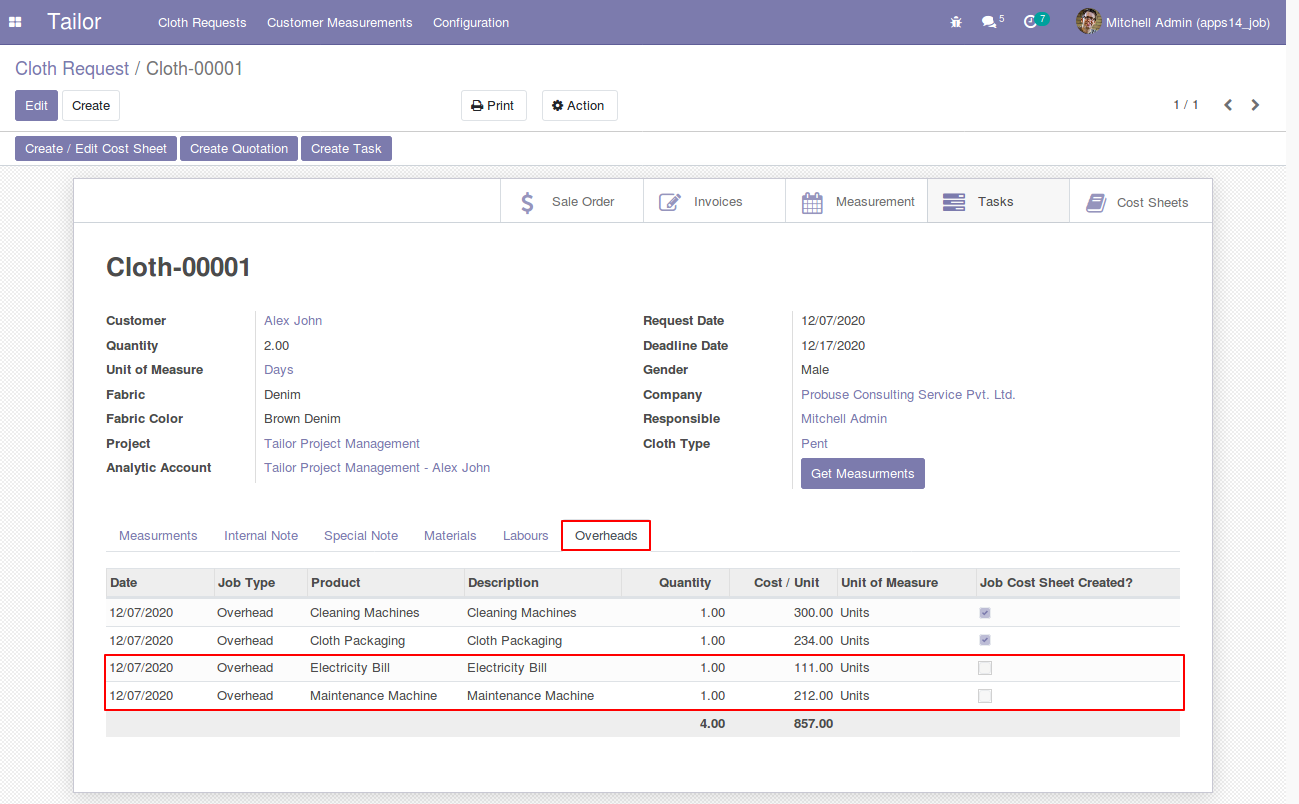 Tailor Cloth Requests Customer Measurements Configuration 5 7 Mitchell Admin (apps14_job)
Cloth Request / Cloth-00001
Edit Create Print Action 1 / 1
Create / Edit Cost Sheet Create Quotation Create Task
Sale Order Invoices Measurement Tasks Cost Sheets
Cloth-00001
Customer Alex John Request Date 12/07/2020
Quantity 2.00 Deadline Date 12/17/2020
Unit of Measure Days Gender Male
Fabric Denim Company Probuse Consulting Service Pvt. Ltd.
Fabric Color Brown Denim Responsible Mitchell Admin
Project Tailor Project Management Cloth Type Pent
Analytic Account Tailor Project Management - Alex John Get Measurments
Measurments Internal Note Special Note Materials Labours Overheads
Date Job Type Product Description Quantity Cost / Unit Unit of Measure Job Cost Sheet Created?
12/07/2020 Overhead Cleaning Machines Cleaning Machines 1.00 300.00 Units
12/07/2020 Overhead Cloth Packaging Cloth Packaging 1.00 234.00 Units
12/07/2020 Overhead Electricity Bill Electricity Bill 1.00 111.00 Units
12/07/2020 Overhead Maintenance Machine Maintenance Machine 1.00 212.00 Units
4.00 857.00